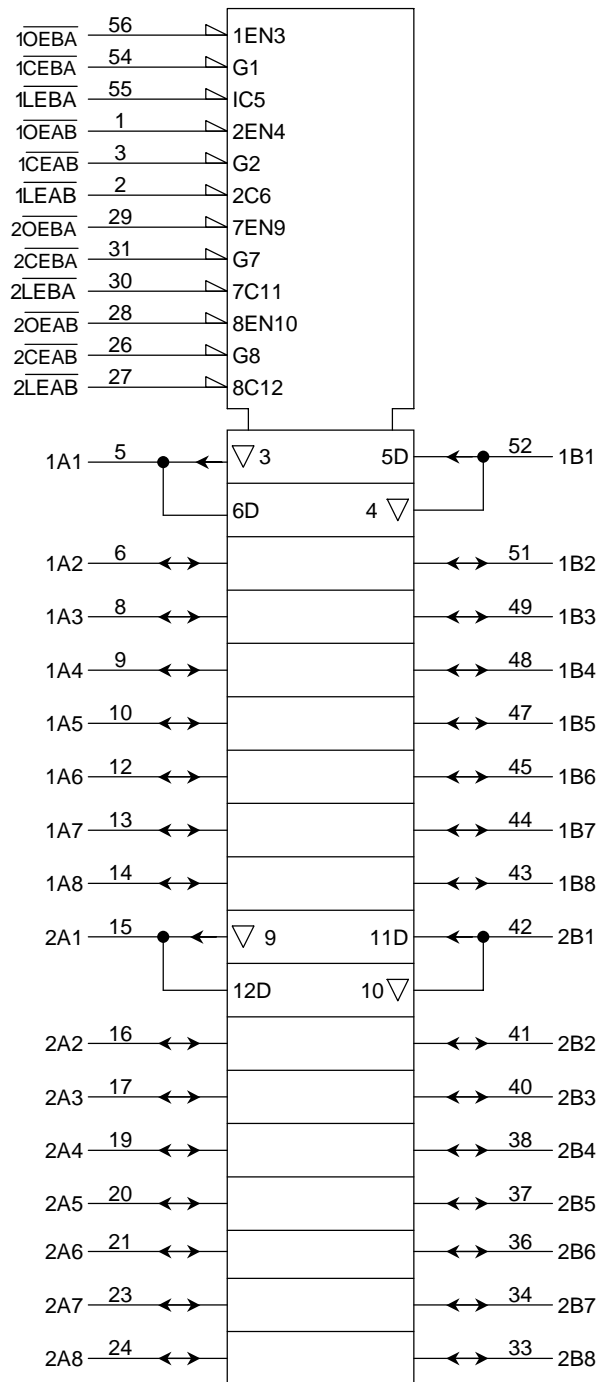 1OEBA 56 1EN3
1CEBA 54 G1
1LEBA 55 IC5
1OEAB 1 2EN4
1CEAB 3 G2
1LEAB 2 2C6
2OEBA 29 7EN9
2CEBA 31 G7
2LEBA 30 7C11
2OEAB 28 8EN10
2CEAB 26 G8
2LEAB 27 8C12
1A1 5 ▽ 3 5D 52 1B1
6D 4 ▽
1A2 6 51 1B2
1A3 8 49 1B3
1A4 9 48 1B4
1A5 10 47 1B5
1A6 12 45 1B6
1A7 13 44 1B7
1A8 14 43 1B8
2A1 15 ▽ 9 11D 42 2B1
12D 10 ▽
2A2 16 41 2B2
2A3 17 40 2B3
2A4 19 38 2B4
2A5 20 37 2B5
2A6 21 36 2B6
2A7 23 34 2B7
2A8 24 33 2B8